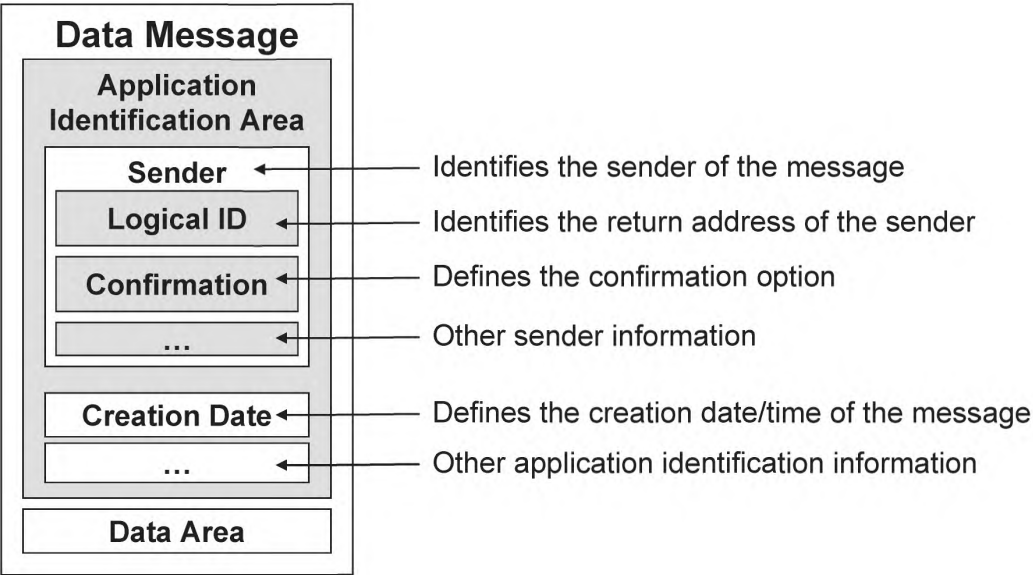 Data Message
Application
Identification Area
Sender
Identifies the sender of the message
Logical ID
Identifies the return address of the sender
Confirmation
Defines the confirmation option
...
Other sender information
Creation Date
Defines the creation date/time of the message
...
Other application identification information
Data Area